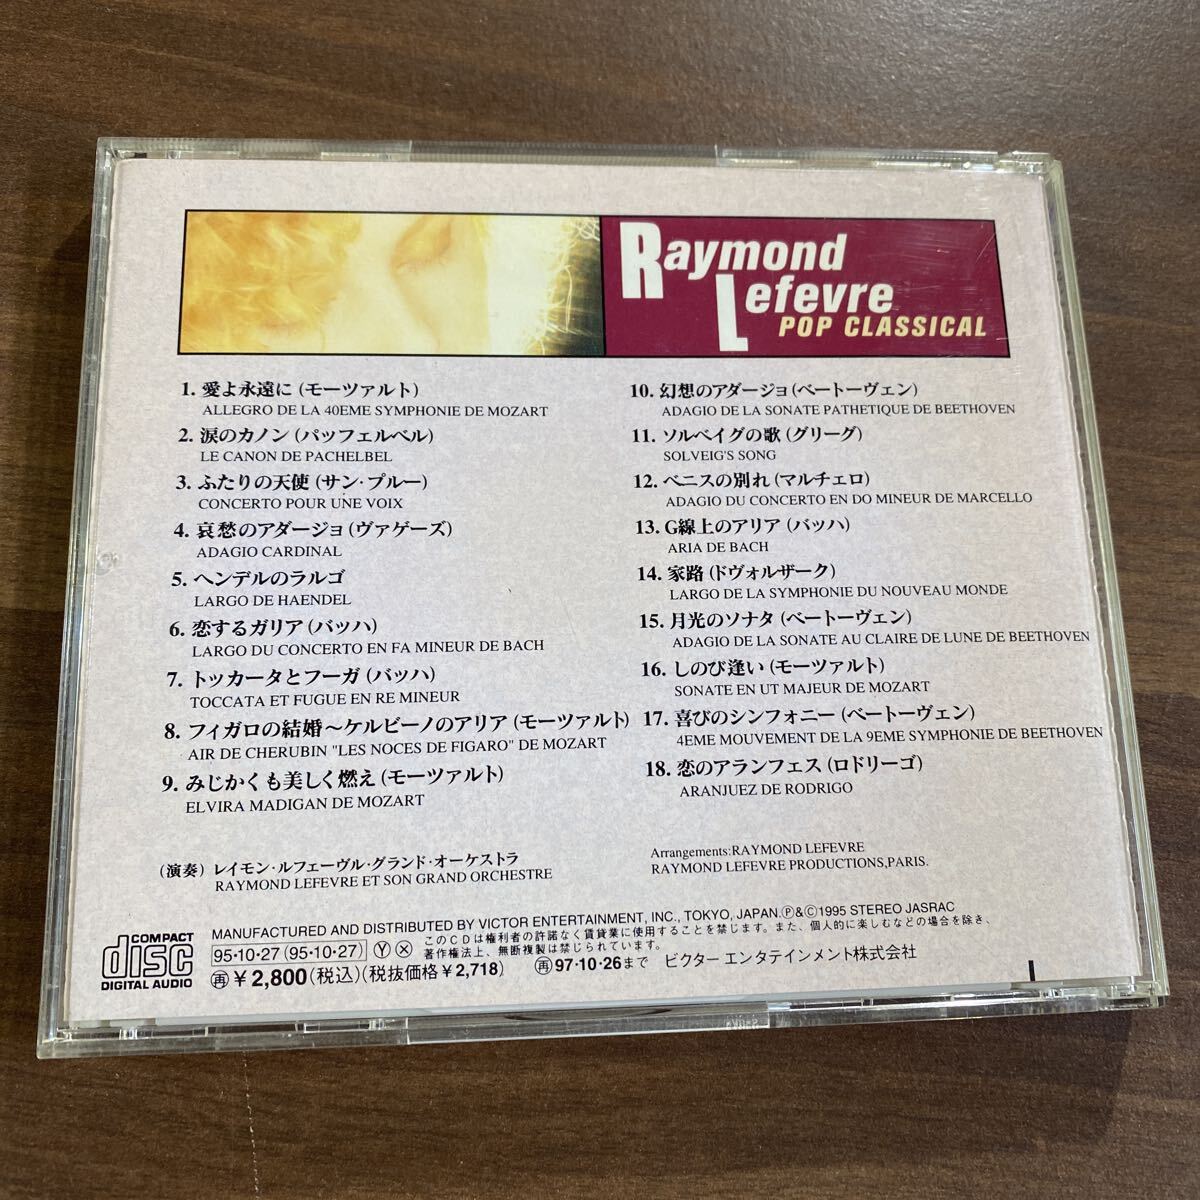 Raymond
Lefevre
POP CLASSICAL
1. 愛よ永遠に (モーツァルト)
ALLEGRO DE LA 40EME SYMPHONIE DE MOZART
2. 涙のカノン (パッフェルベル)
LE CANON DE PACHELBEL
3. ふたりの天使 (サン・プルー)
CONCERTO POUR UNE VOIX
4. 哀愁のアダージョ (ヴァゲーズ)
ADAGIO CARDINAL
5. ヘンデルのラルゴ
LARGO DE HAENDEL
6. 恋するガリア (バッハ)
LARGO DU CONCERTO EN FA MINEUR DE BACH
7. トッカータとフーガ (バッハ)
TOCCATA ET FUGUE EN RE MINEUR
8. フィガロの結婚～ケルビーノのアリア (モーツァルト)
AIR DE CHERUBIN "LES NOCES DE FIGARO" DE MOZART
9. みじかくも美しく燃え (モーツァルト)
ELVIRA MADIGAN DE MOZART
10. 幻想のアダージョ (ベートーヴェン)
ADAGIO DE LA SONATE PATHETIQUE DE BEETHOVEN
11. ソルベイグの歌 (グリーグ)
SOLVEIG'S SONG
12. ベニスの別れ (マルチェロ)
ADAGIO DU CONCERTO EN DO MINEUR DE MARCELLO
13. G線上のアリア (バッハ)
ARIA DE BACH
14. 家路 (ドヴォルザーク)
LARGO DE LA SYMPHONIE DU NOUVEAU MONDE
15. 月光のソナタ (ベートーヴェン)
ADAGIO DE LA SONATE AU CLAIRE DE LUNE DE BEETHOVEN
16. しのび逢い (モーツァルト)
SONATE EN UT MAJEUR DE MOZART
17. 喜びのシンフォニー (ベートーヴェン)
4EME MOUVEMENT DE LA 9EME SYMPHONIE DE BEETHOVEN
18. 恋のアランフェス (ロドリーゴ)
ARANJUEZ DE RODRIGO
(演奏) レイモン・ルフェーヴル・グランド・オーケストラ
RAYMOND LEFEVRE ET SON GRAND ORCHESTRE
Arrangements:RAYMOND LEFEVRE
RAYMOND LEFEVRE PRODUCTIONS,PARIS.
COMPACT
disc
DIGITAL AUDIO
MANUFACTURED AND DISTRIBUTED BY VICTOR ENTERTAINMENT, INC., TOKYO, JAPAN.Ⓟ&Ⓒ1995 STEREO JASRAC
95・10・27 (95・10・27) Ⓨ ⓧ このCDは権利者の許諾なく賃貸業に使用することを禁じます。また、個人的に楽しむなどの場合を除き、
著作権法上、無断複製は禁じられています。
㊢¥2,800(税込)(税抜価格¥2,718) 再97・10・26まで ビクター エンタテインメント株式会社